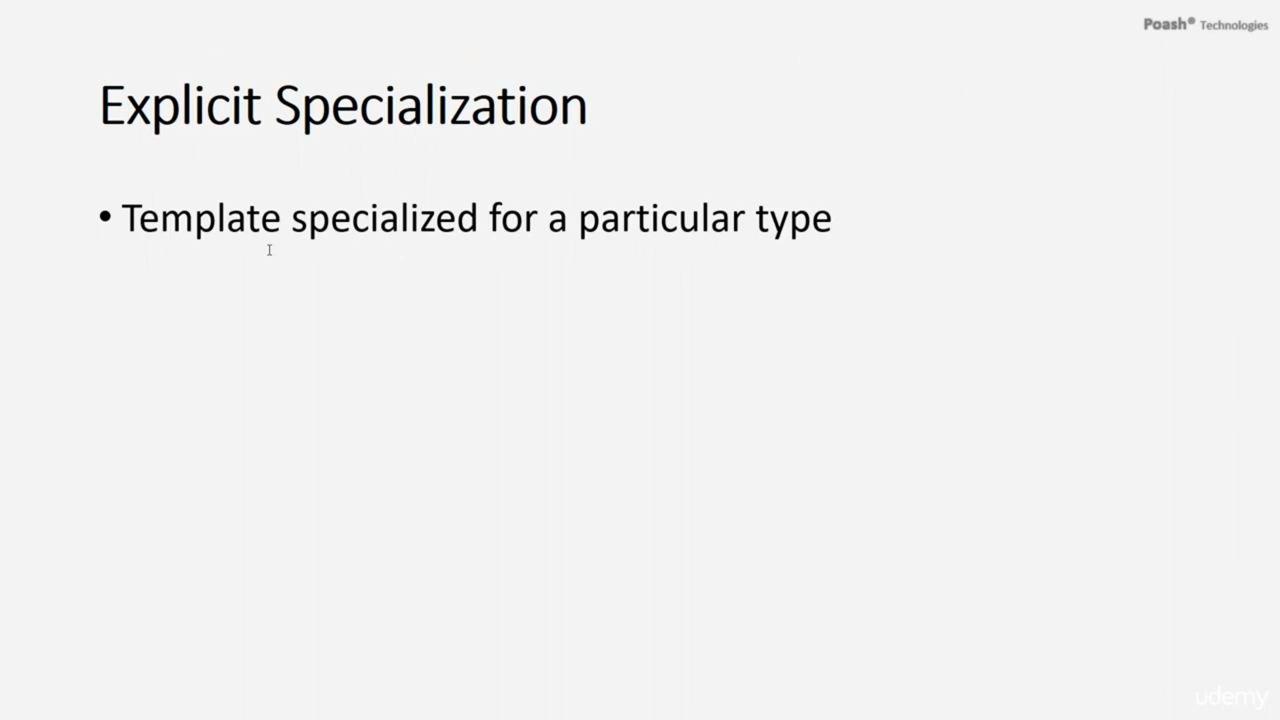 Poash® Technologies
Explicit Specialization
• Template specialized for a particular type
udemy